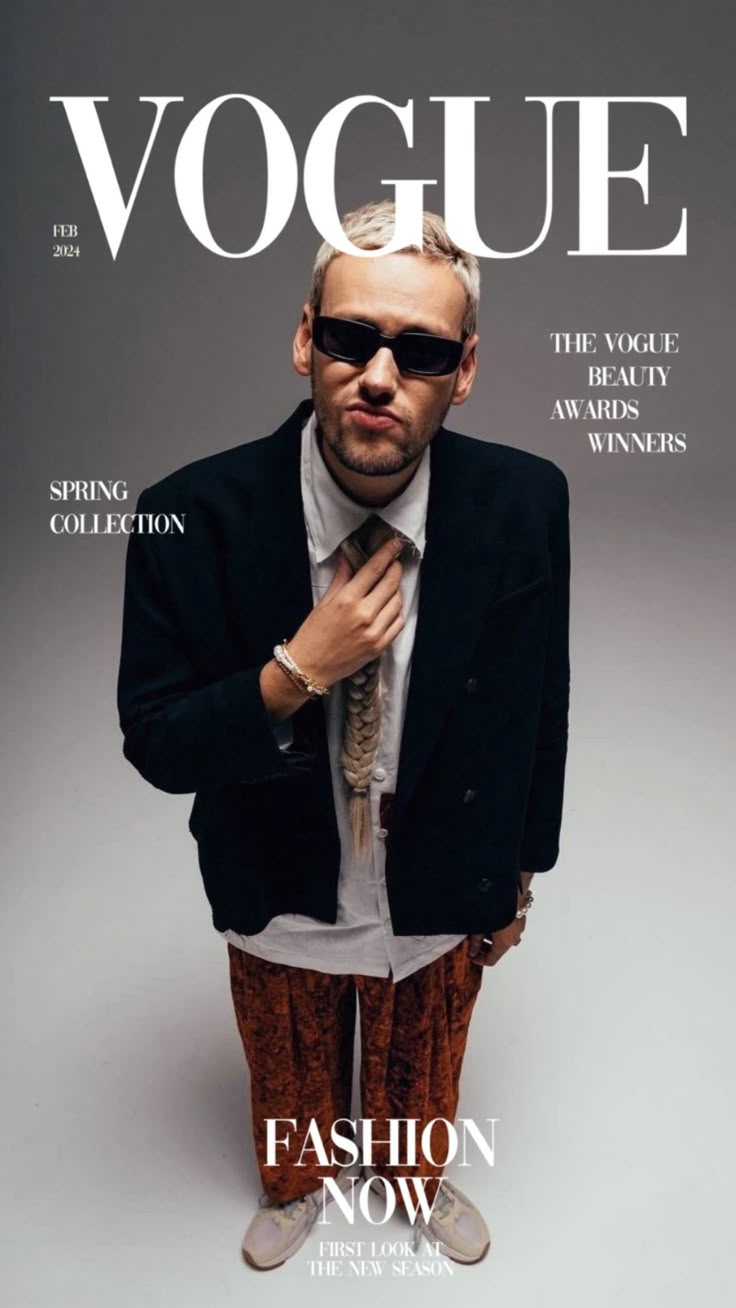 VOGUE
FEB
2024
THE VOGUE
BEAUTY
AWARDS
WINNERS
SPRING
COLLECTION
FASHION
NOW
FIRST LOOK AT
THE NEW SEASON